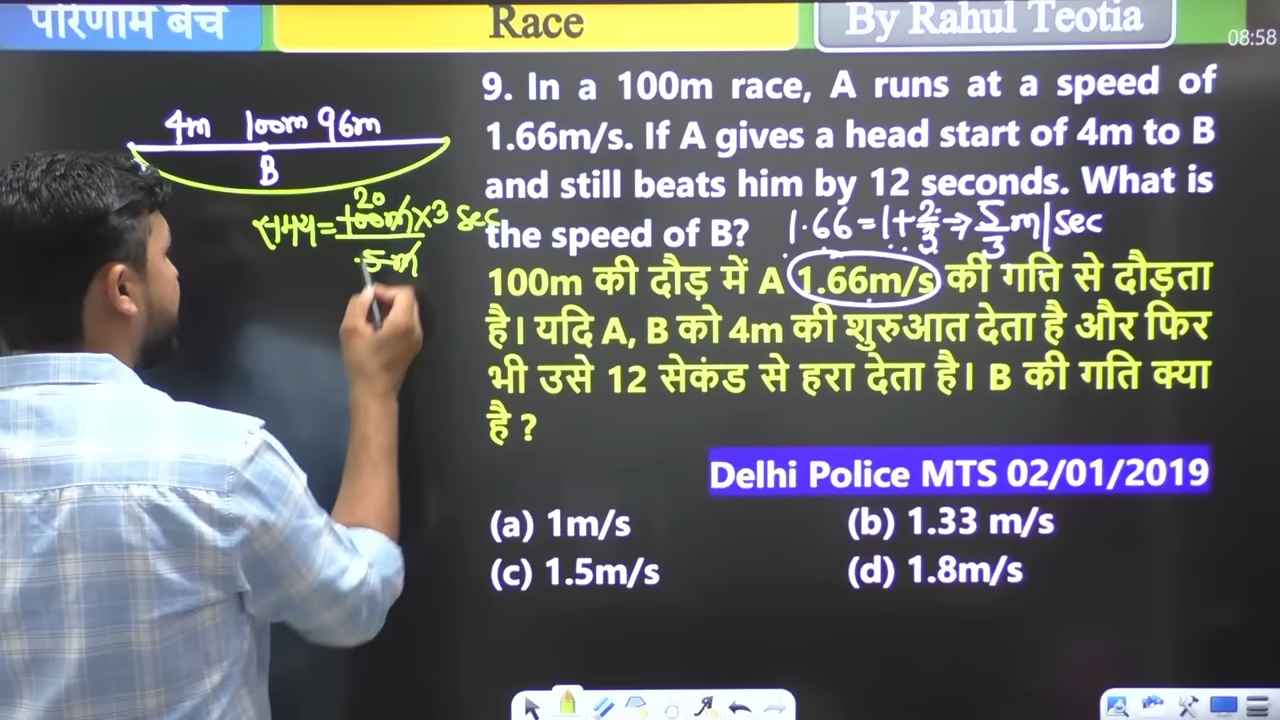 परिणाम बैच
Race
By Rahul Teotia
08:58
4m 100m 96m
B
समय = 100m × 3 sec
20
5m
9. In a 100m race, A runs at a speed of
1.66m/s. If A gives a head start of 4m to B
and still beats him by 12 seconds. What is
the speed of B?
1.66 = 1 + 2/3 → 5/3 m/sec
100m की दौड़ में A 1.66m/s की गति से दौड़ता
है। यदि A, B को 4m की शुरुआत देता है और फिर
भी उसे 12 सेकंड से हरा देता है। B की गति क्या
है ?
Delhi Police MTS 02/01/2019
(a) 1m/s (b) 1.33 m/s
(c) 1.5m/s (d) 1.8m/s